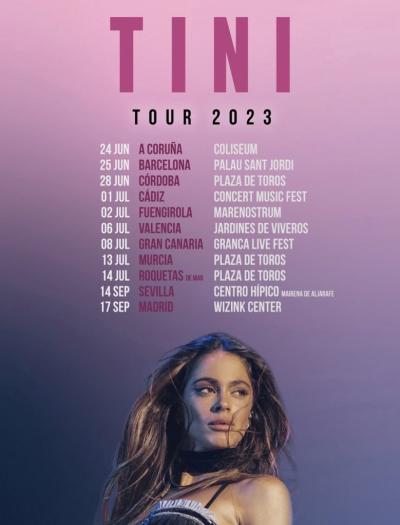 TINI
TOUR 2023
24 JUN A CORUÑA COLISEUM
25 JUN BARCELONA PALAU SANT JORDI
28 JUN CÓRDOBA PLAZA DE TOROS
01 JUL CÁDIZ CONCERT MUSIC FEST
02 JUL FUENGIROLA MARENOSTRUM
06 JUL VALENCIA JARDINES DE VIVEROS
08 JUL GRAN CANARIA GRANCA LIVE FEST
13 JUL MURCIA PLAZA DE TOROS
14 JUL ROQUETAS DE MAR PLAZA DE TOROS
14 SEP SEVILLA CENTRO HÍPICO MAIRENA DE ALJARAFE
17 SEP MADRID WIZINK CENTER